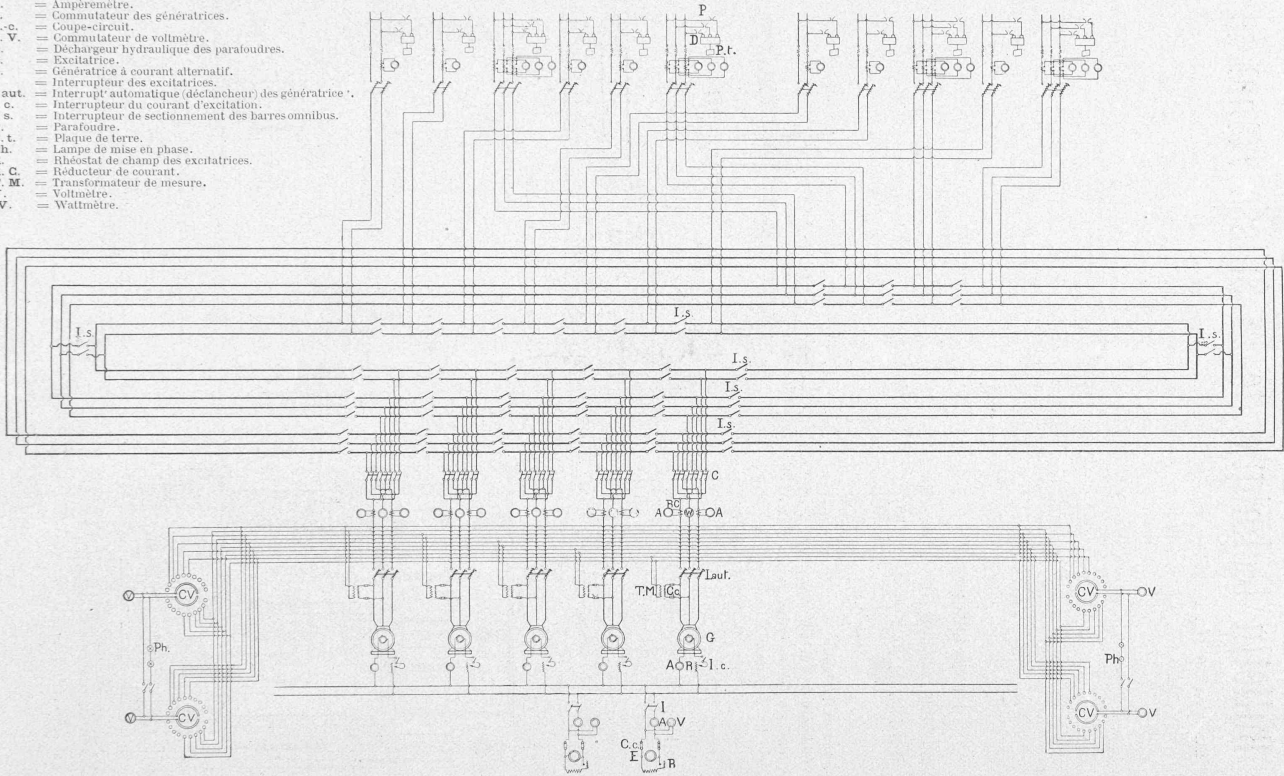 = Ampèremètre.
= Commutateur des génératrices.
.-c. = Coupe-circuit.
. V. = Commutateur de voltmètre.
= Déchargeur hydraulique des parafoudres.
= Excitatrice.
= Génératrice à courant alternatif.
= Interrupteur des excitatrices.
aut. = Interrupt' automatique (déclancheur) des génératrice '.
c. = Interrupteur du courant d'excitation.
s. = Interrupteur de sectionnement des barres omnibus.
= Parafoudre.
. t. = Plaque de terre.
h. = Lampe de mise en phase.
= Rhéostat de champ des excitatrices.
. C. = Réducteur de courant.
. M. = Transformateur de mesure.
= Voltmètre.
= Wattmètre.
P
D
P.t.
I.s.
I.s.
I.s.
I.s.
I.s.
I.s.
C
RC
A W A
I.aut.
T.M. C.c.
V CV CV V
G
Ph. Ph
A R I.c.
V CV CV V
I
A V
C.c.
E
R